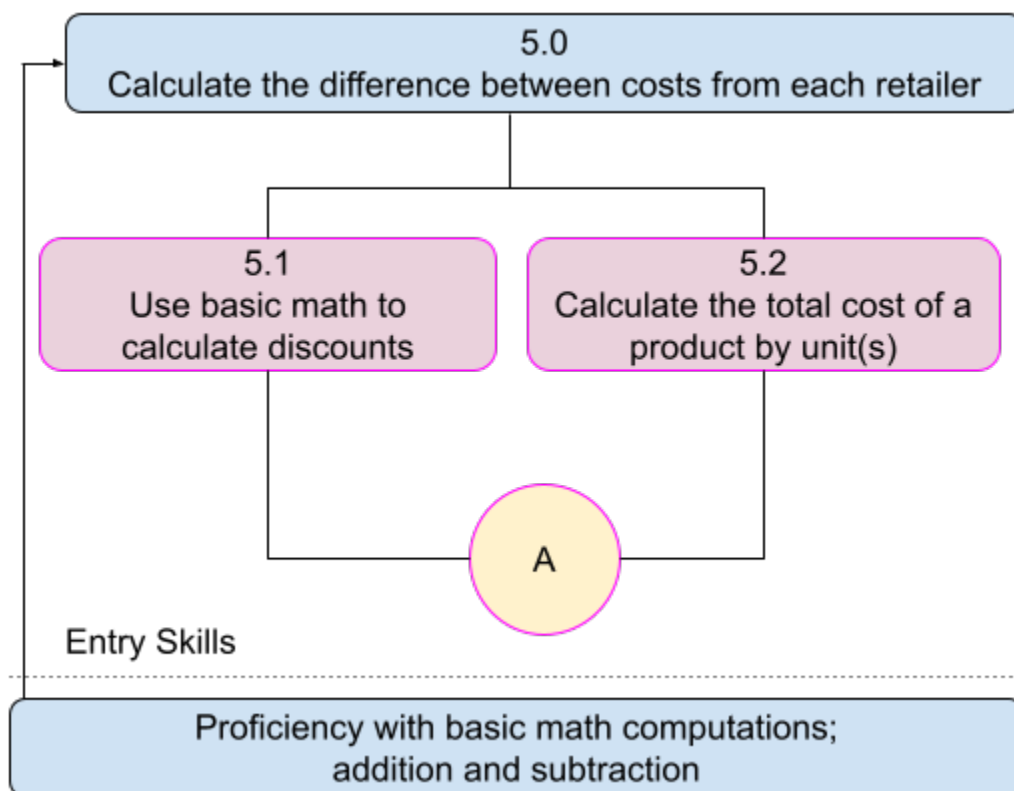 5.0
Calculate the difference between costs from each retailer
5.1
Use basic math to
calculate discounts
5.2
Calculate the total cost of a
product by unit(s)
A
Entry Skills
Proficiency with basic math computations;
addition and subtraction